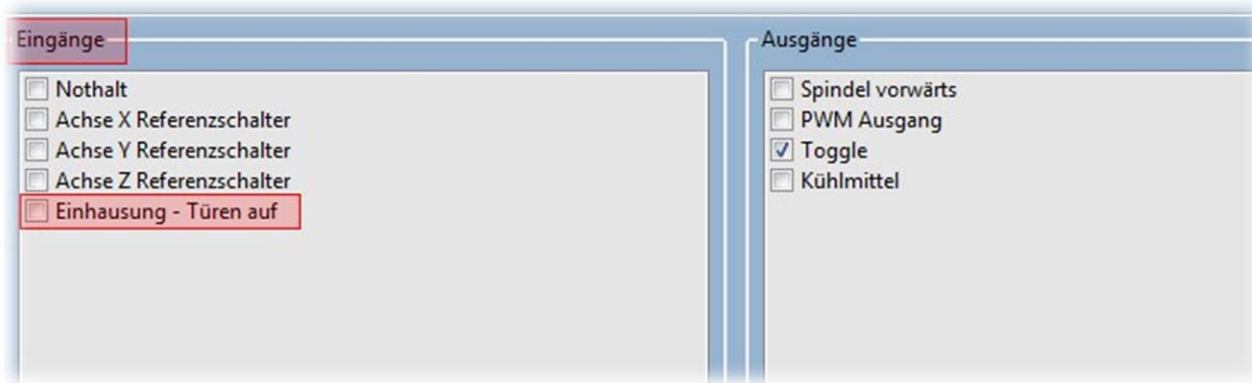 Eingänge
Nothalt
Achse X Referenzschalter
Achse Y Referenzschalter
Achse Z Referenzschalter
Einhausung - Türen auf
Ausgänge
Spindel vorwärts
PWM Ausgang
Toggle
Kühlmittel